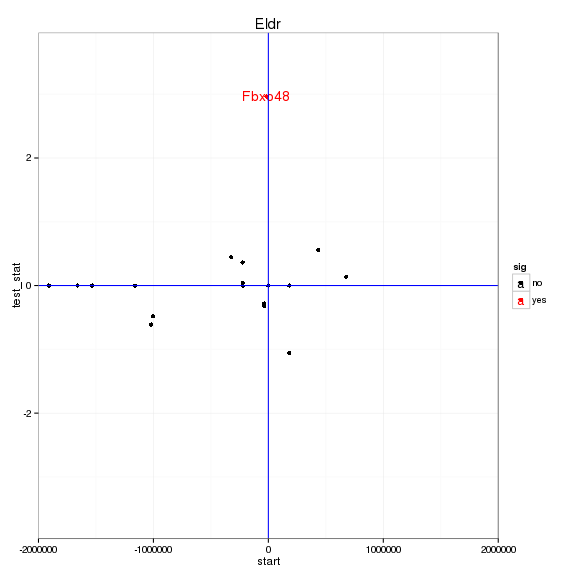 Eldr
Fbxo48
2
0
-2
test_stat
-2000000 -1000000 0 1000000 2000000
start
sig
a no
a yes